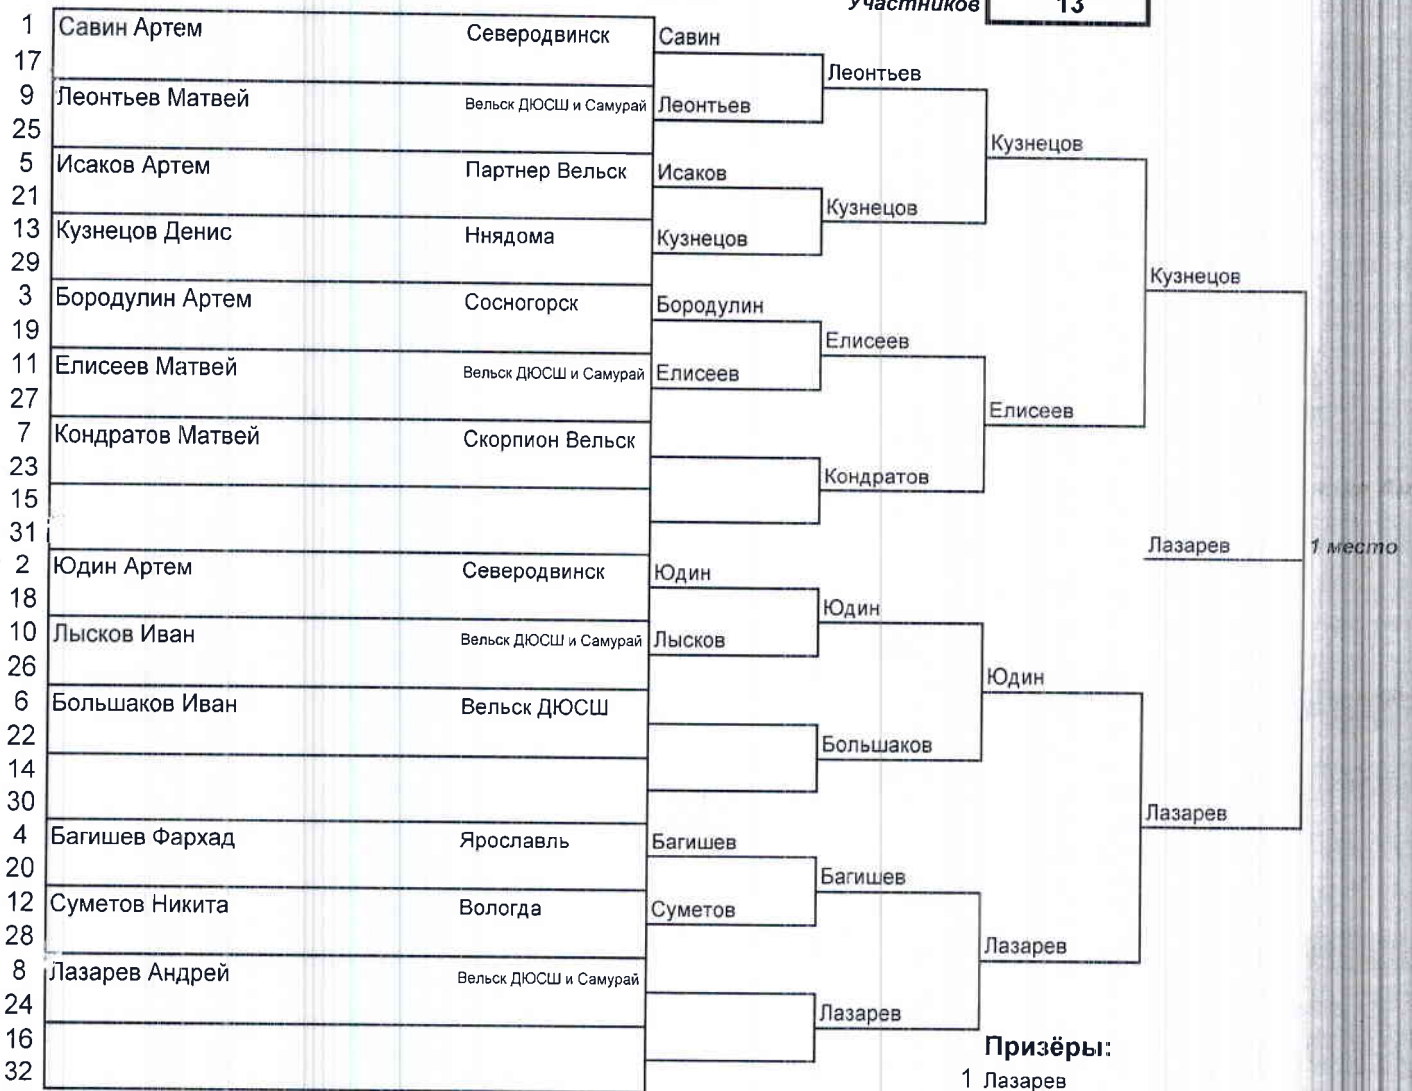 Участников 13
1 Савин Артем Северодвинск Савин
17
Леонтьев
9 Леонтьев Матвей Вельск ДЮСШ и Самурай Леонтьев
25
Кузнецов
5 Исаков Артем Партнер Вельск Исаков
21
Кузнецов
13 Кузнецов Денис Ннядома Кузнецов
29
Кузнецов
3 Бородулин Артем Сосногорск Бородулин
19
Елисеев
11 Елисеев Матвей Вельск ДЮСШ и Самурай Елисеев
27
Елисеев
7 Кондратов Матвей Скорпион Вельск
23
Кондратов
15
31
Лазарев 1 место
2 Юдин Артем Северодвинск Юдин
18
Юдин
10 Лысков Иван Вельск ДЮСШ и Самурай Лысков
26
Юдин
6 Большаков Иван Вельск ДЮСШ
22
Большаков
14
30
Лазарев
4 Багишев Фархад Ярославль Багишев
20
Багишев
12 Суметов Никита Вологда Суметов
28
Лазарев
8 Лазарев Андрей Вельск ДЮСШ и Самурай
24
Лазарев
16
32
Призёры:
1 Лазарев